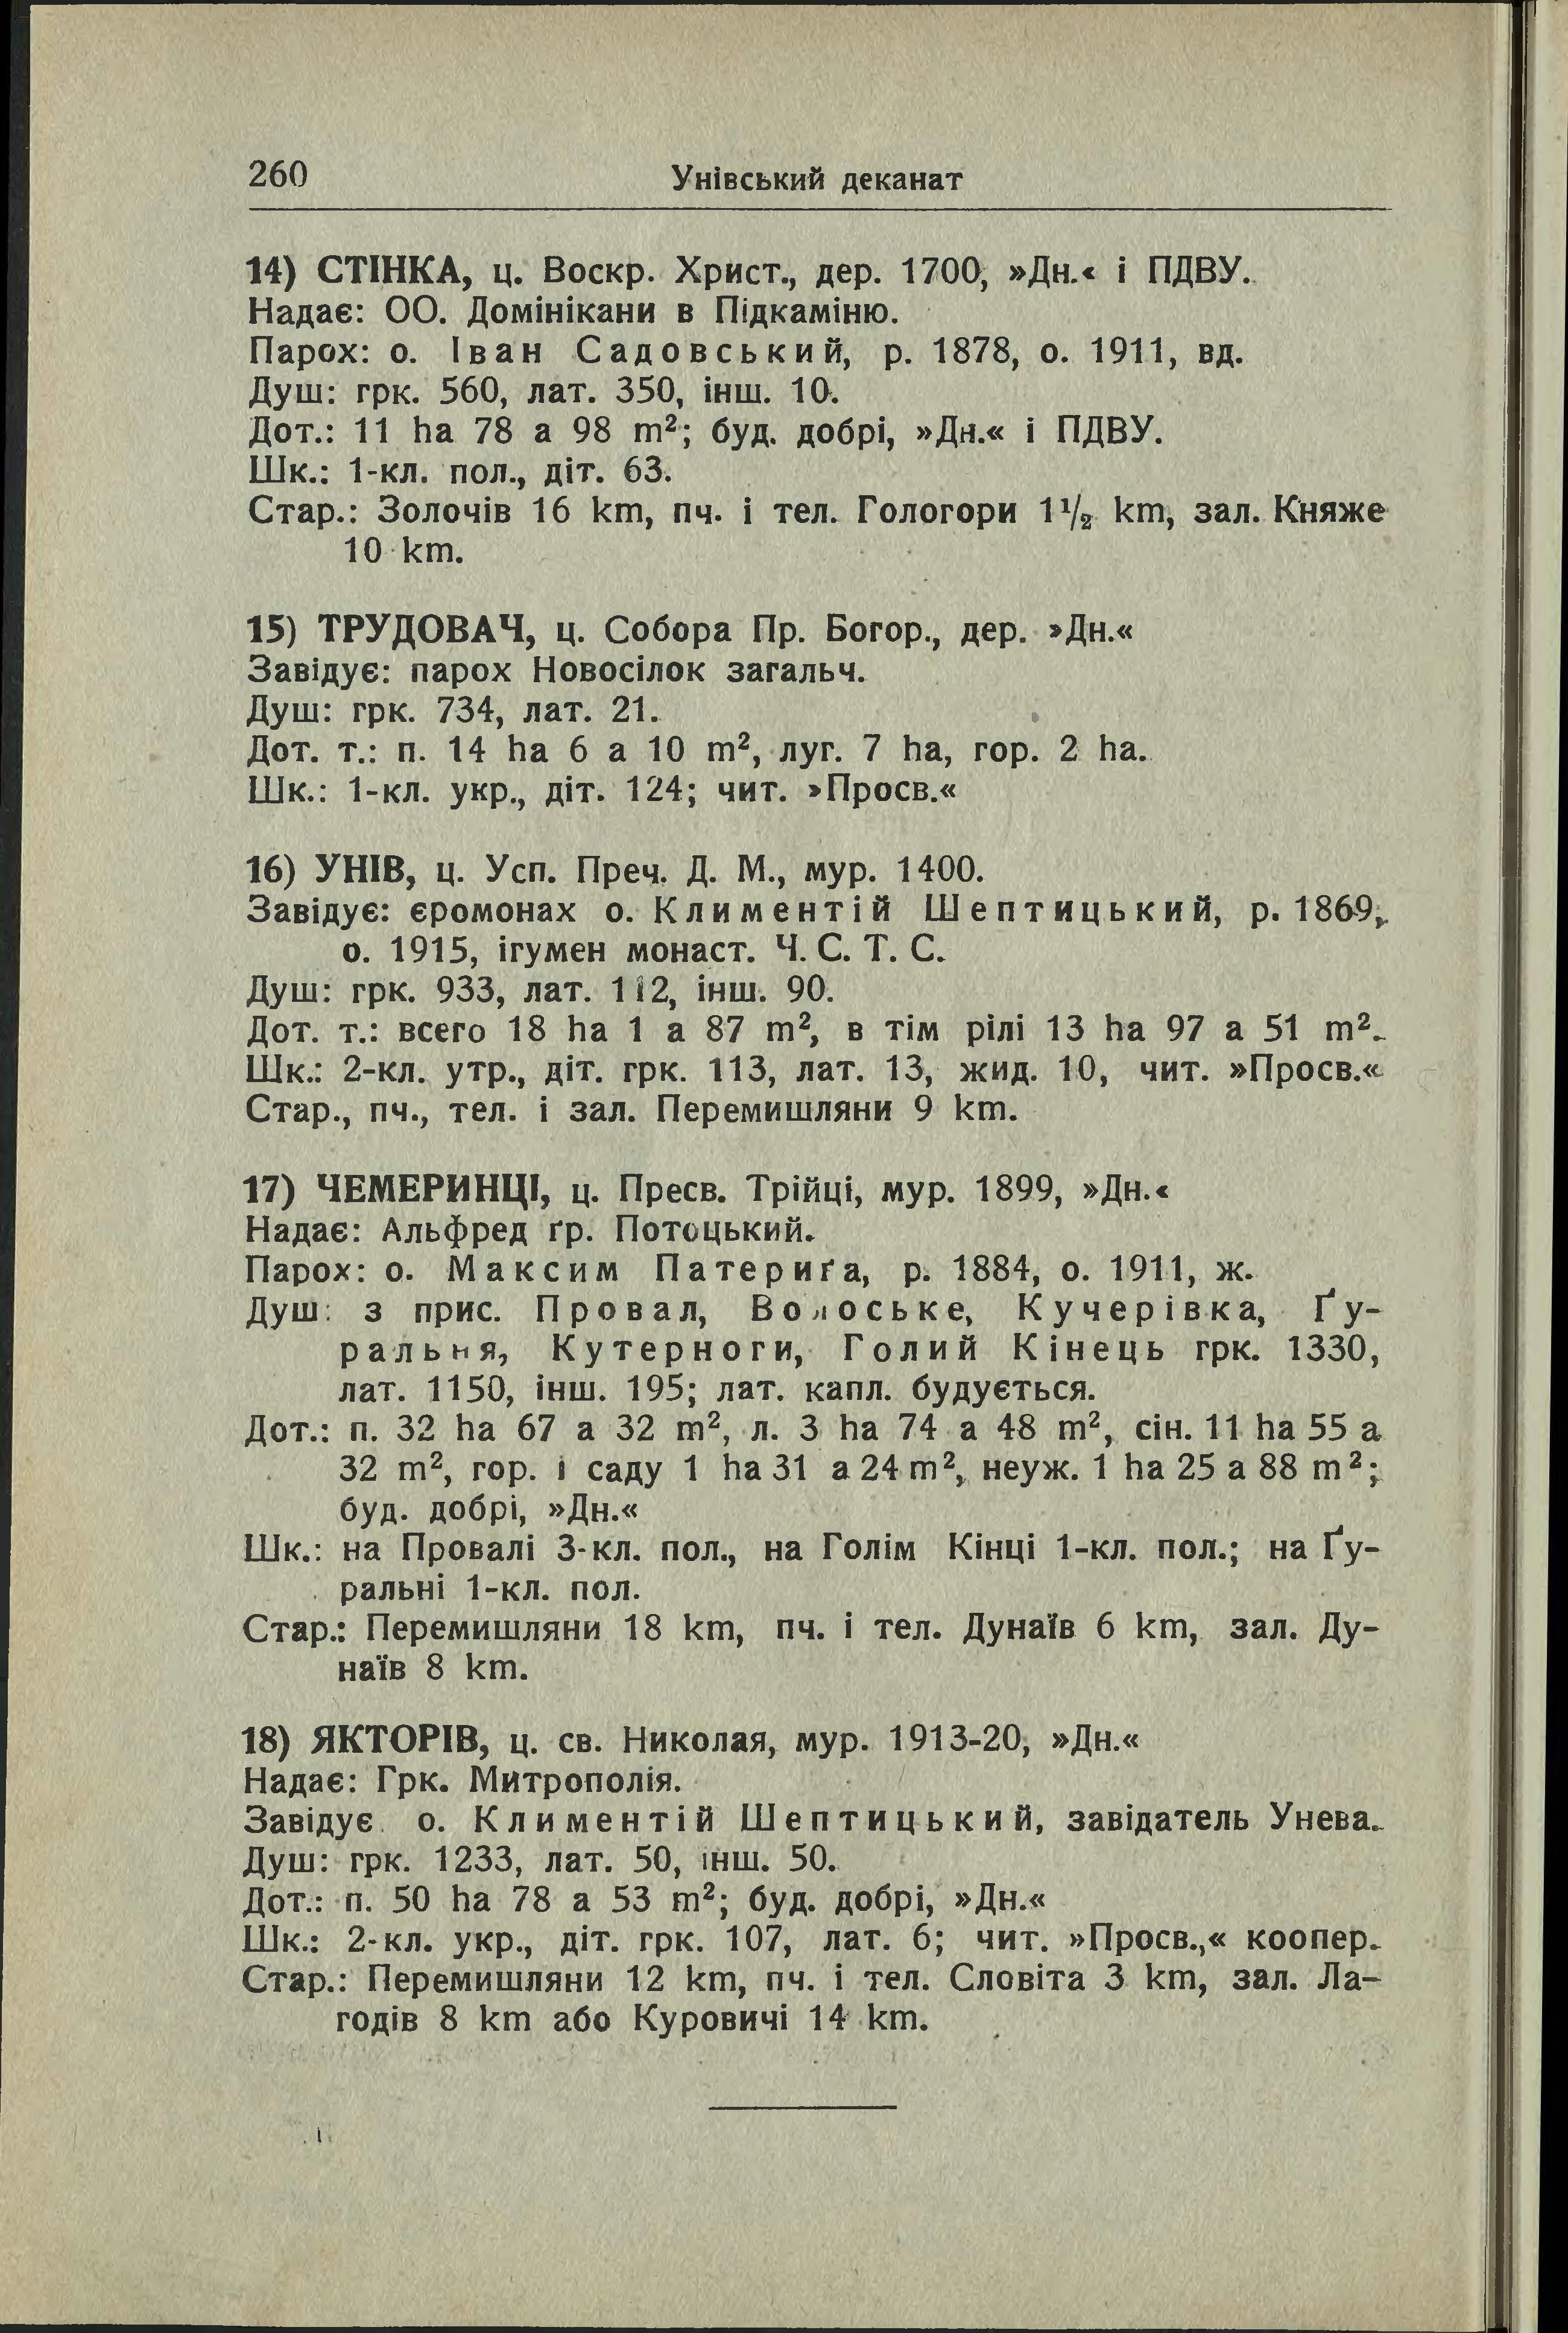 260 Унівський деканат
14) СТІНКА, ц. Воскр. Христ., дер. 1700, »Дн.« і ПДВУ.
Надає: ОО. Домінікани в Підкаміню.
Парох: о. Іван Садовський, р. 1878, о. 1911, вд.
Душ: грк. 560, лат. 350, інш. 10.
Дот.: 11 ha 78 a 98 m²; буд. добрі, »Дн.« і ПДВУ.
Шк.: 1-кл. пол., діт. 63.
Стар.: Золочів 16 km, пч. і тел. Гологори 1½ km, зал. Княже
10 km.
15) ТРУДОВАЧ, ц. Собора Пр. Богор., дер. »Дн.«
Завідує: парох Новосілок загальч.
Душ: грк. 734, лат. 21.
Дот. т.: п. 14 ha 6 a 10 m², луг. 7 ha, гор. 2 ha.
Шк.: 1-кл. укр., діт. 124; чит. »Просв.«
16) УНІВ, ц. Усп. Преч. Д. М., мур. 1400.
Завідує: єромонах о. Климентій Шептицький, р. 1869,
о. 1915, ігумен монаст. Ч. С. Т. С.
Душ: грк. 933, лат. 112, інш. 90.
Дот. т.: всего 18 ha 1 a 87 m², в тім рілі 13 ha 97 a 51 m².
Шк.: 2-кл. утр., діт. грк. 113, лат. 13, жид. 10, чит. »Просв.«
Стар., пч., тел. і зал. Перемишляни 9 km.
17) ЧЕМЕРИНЦІ, ц. Пресв. Трійці, мур. 1899, »Дн.«
Надає: Альфред ґр. Потоцький.
Парох: о. Максим Патериґа, р. 1884, о. 1911, ж.
Душ: з прис. Провал, Волоське, Кучерівка, Ґу-
ральня, Кутерноги, Голий Кінець грк. 1330,
лат. 1150, інш. 195; лат. капл. будується.
Дот.: п. 32 ha 67 a 32 m², л. 3 ha 74 a 48 m², сін. 11 ha 55 a
32 m², гор. і саду 1 ha 31 a 24 m², неуж. 1 ha 25 a 88 m²;
буд. добрі, »Дн.«
Шк.: на Провалі 3-кл. пол., на Голім Кінці 1-кл. пол.; на Ґу-
ральні 1-кл. пол.
Стар.: Перемишляни 18 km, пч. і тел. Дунаїв 6 km, зал. Ду-
наїв 8 km.
18) ЯКТОРІВ, ц. св. Николая, мур. 1913-20, »Дн.«
Надає: Грк. Митрополія.
Завідує о. Климентій Шептицький, завідатель Унева.
Душ: грк. 1233, лат. 50, інш. 50.
Дот.: п. 50 ha 78 a 53 m²; буд. добрі, »Дн.«
Шк.: 2-кл. укр., діт. грк. 107, лат. 6; чит. »Просв.,« коопер.
Стар.: Перемишляни 12 km, пч. і тел. Словіта 3 km, зал. Ла-
годів 8 km або Куровичі 14 km.